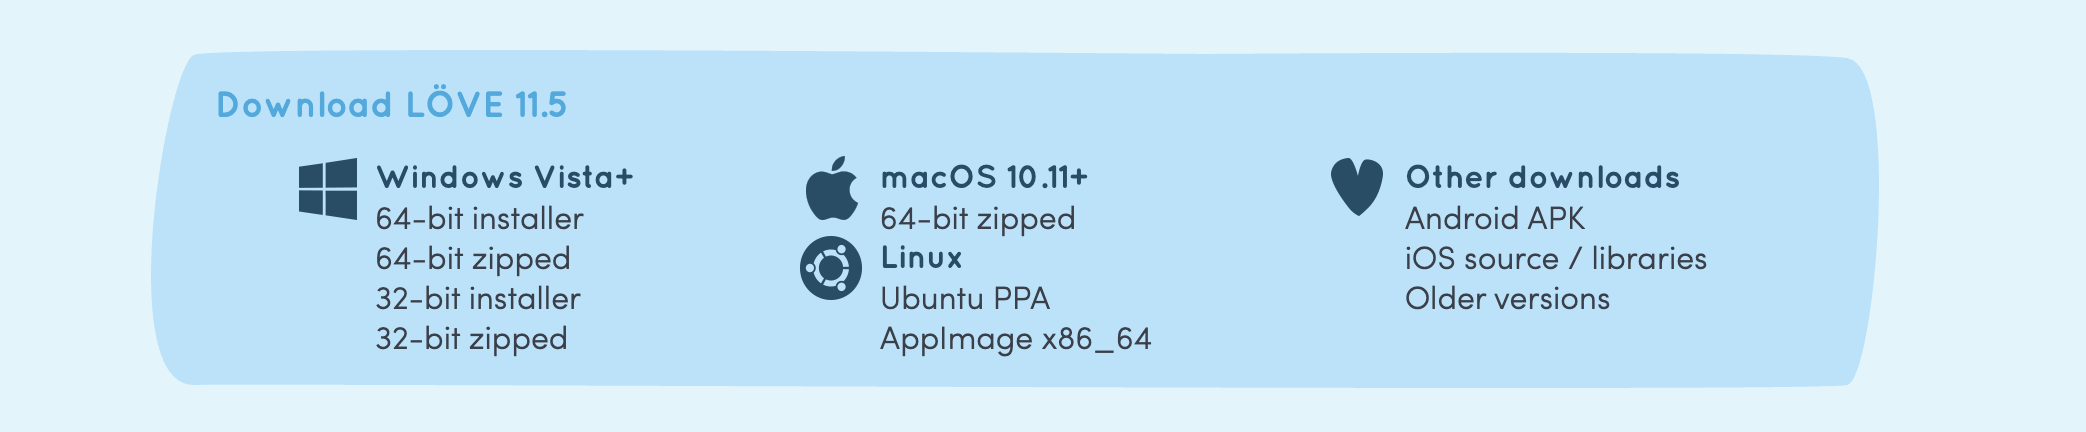 Download LÖVE 11.5
Windows Vista+
64-bit installer
64-bit zipped
32-bit installer
32-bit zipped
macOS 10.11+
64-bit zipped
Linux
Ubuntu PPA
AppImage x86_64
Other downloads
Android APK
iOS source / libraries
Older versions